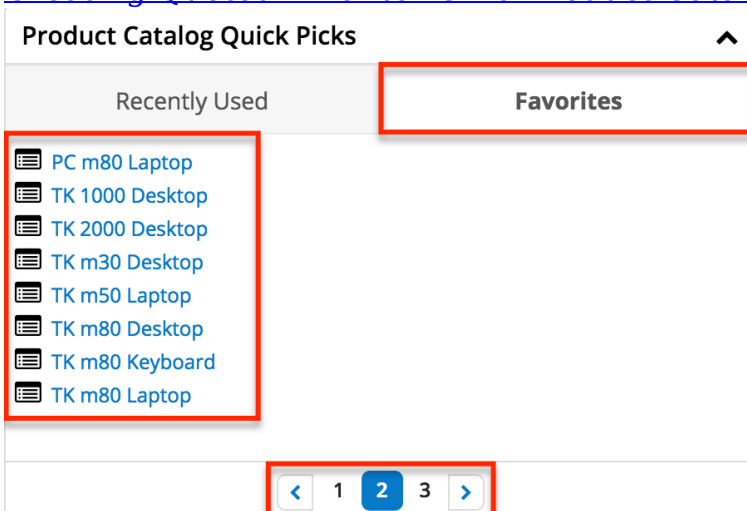 Product Catalog Quick Picks
Recently Used
Favorites
PC m80 Laptop
TK 1000 Desktop
TK 2000 Desktop
TK m30 Desktop
TK m50 Laptop
TK m80 Desktop
TK m80 Keyboard
TK m80 Laptop
1 2 3